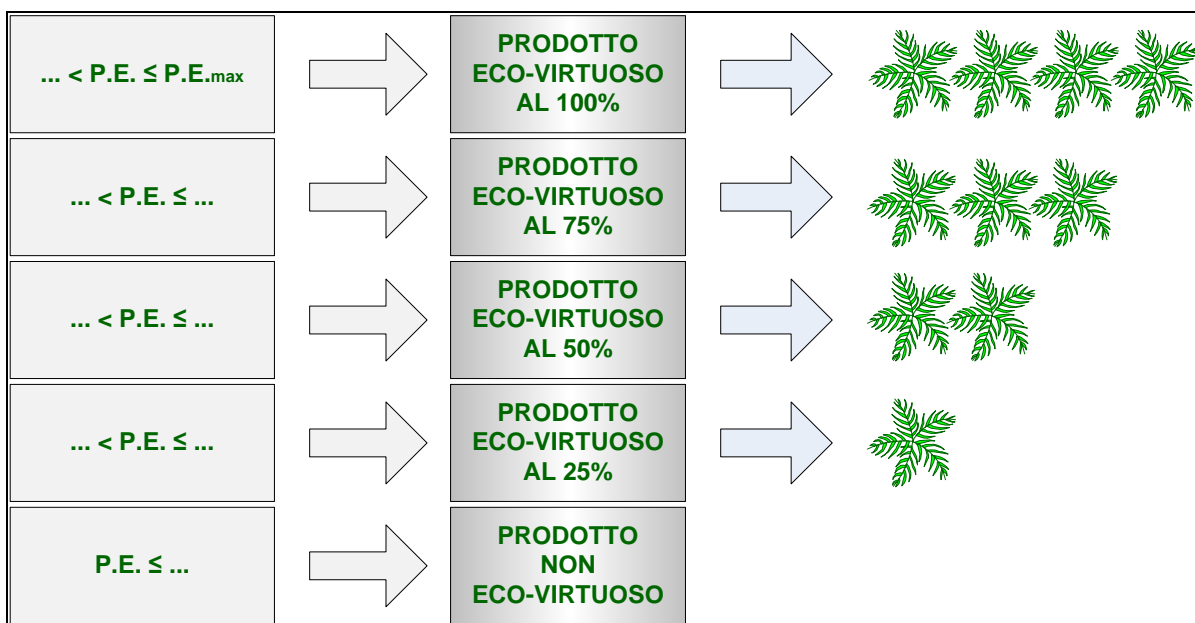 ... < P.E. ≤ P.E.max
PRODOTTO
ECO-VIRTUOSO
AL 100%
... < P.E. ≤ ...
PRODOTTO
ECO-VIRTUOSO
AL 75%
... < P.E. ≤ ...
PRODOTTO
ECO-VIRTUOSO
AL 50%
... < P.E. ≤ ...
PRODOTTO
ECO-VIRTUOSO
AL 25%
P.E. ≤ ...
PRODOTTO
NON
ECO-VIRTUOSO